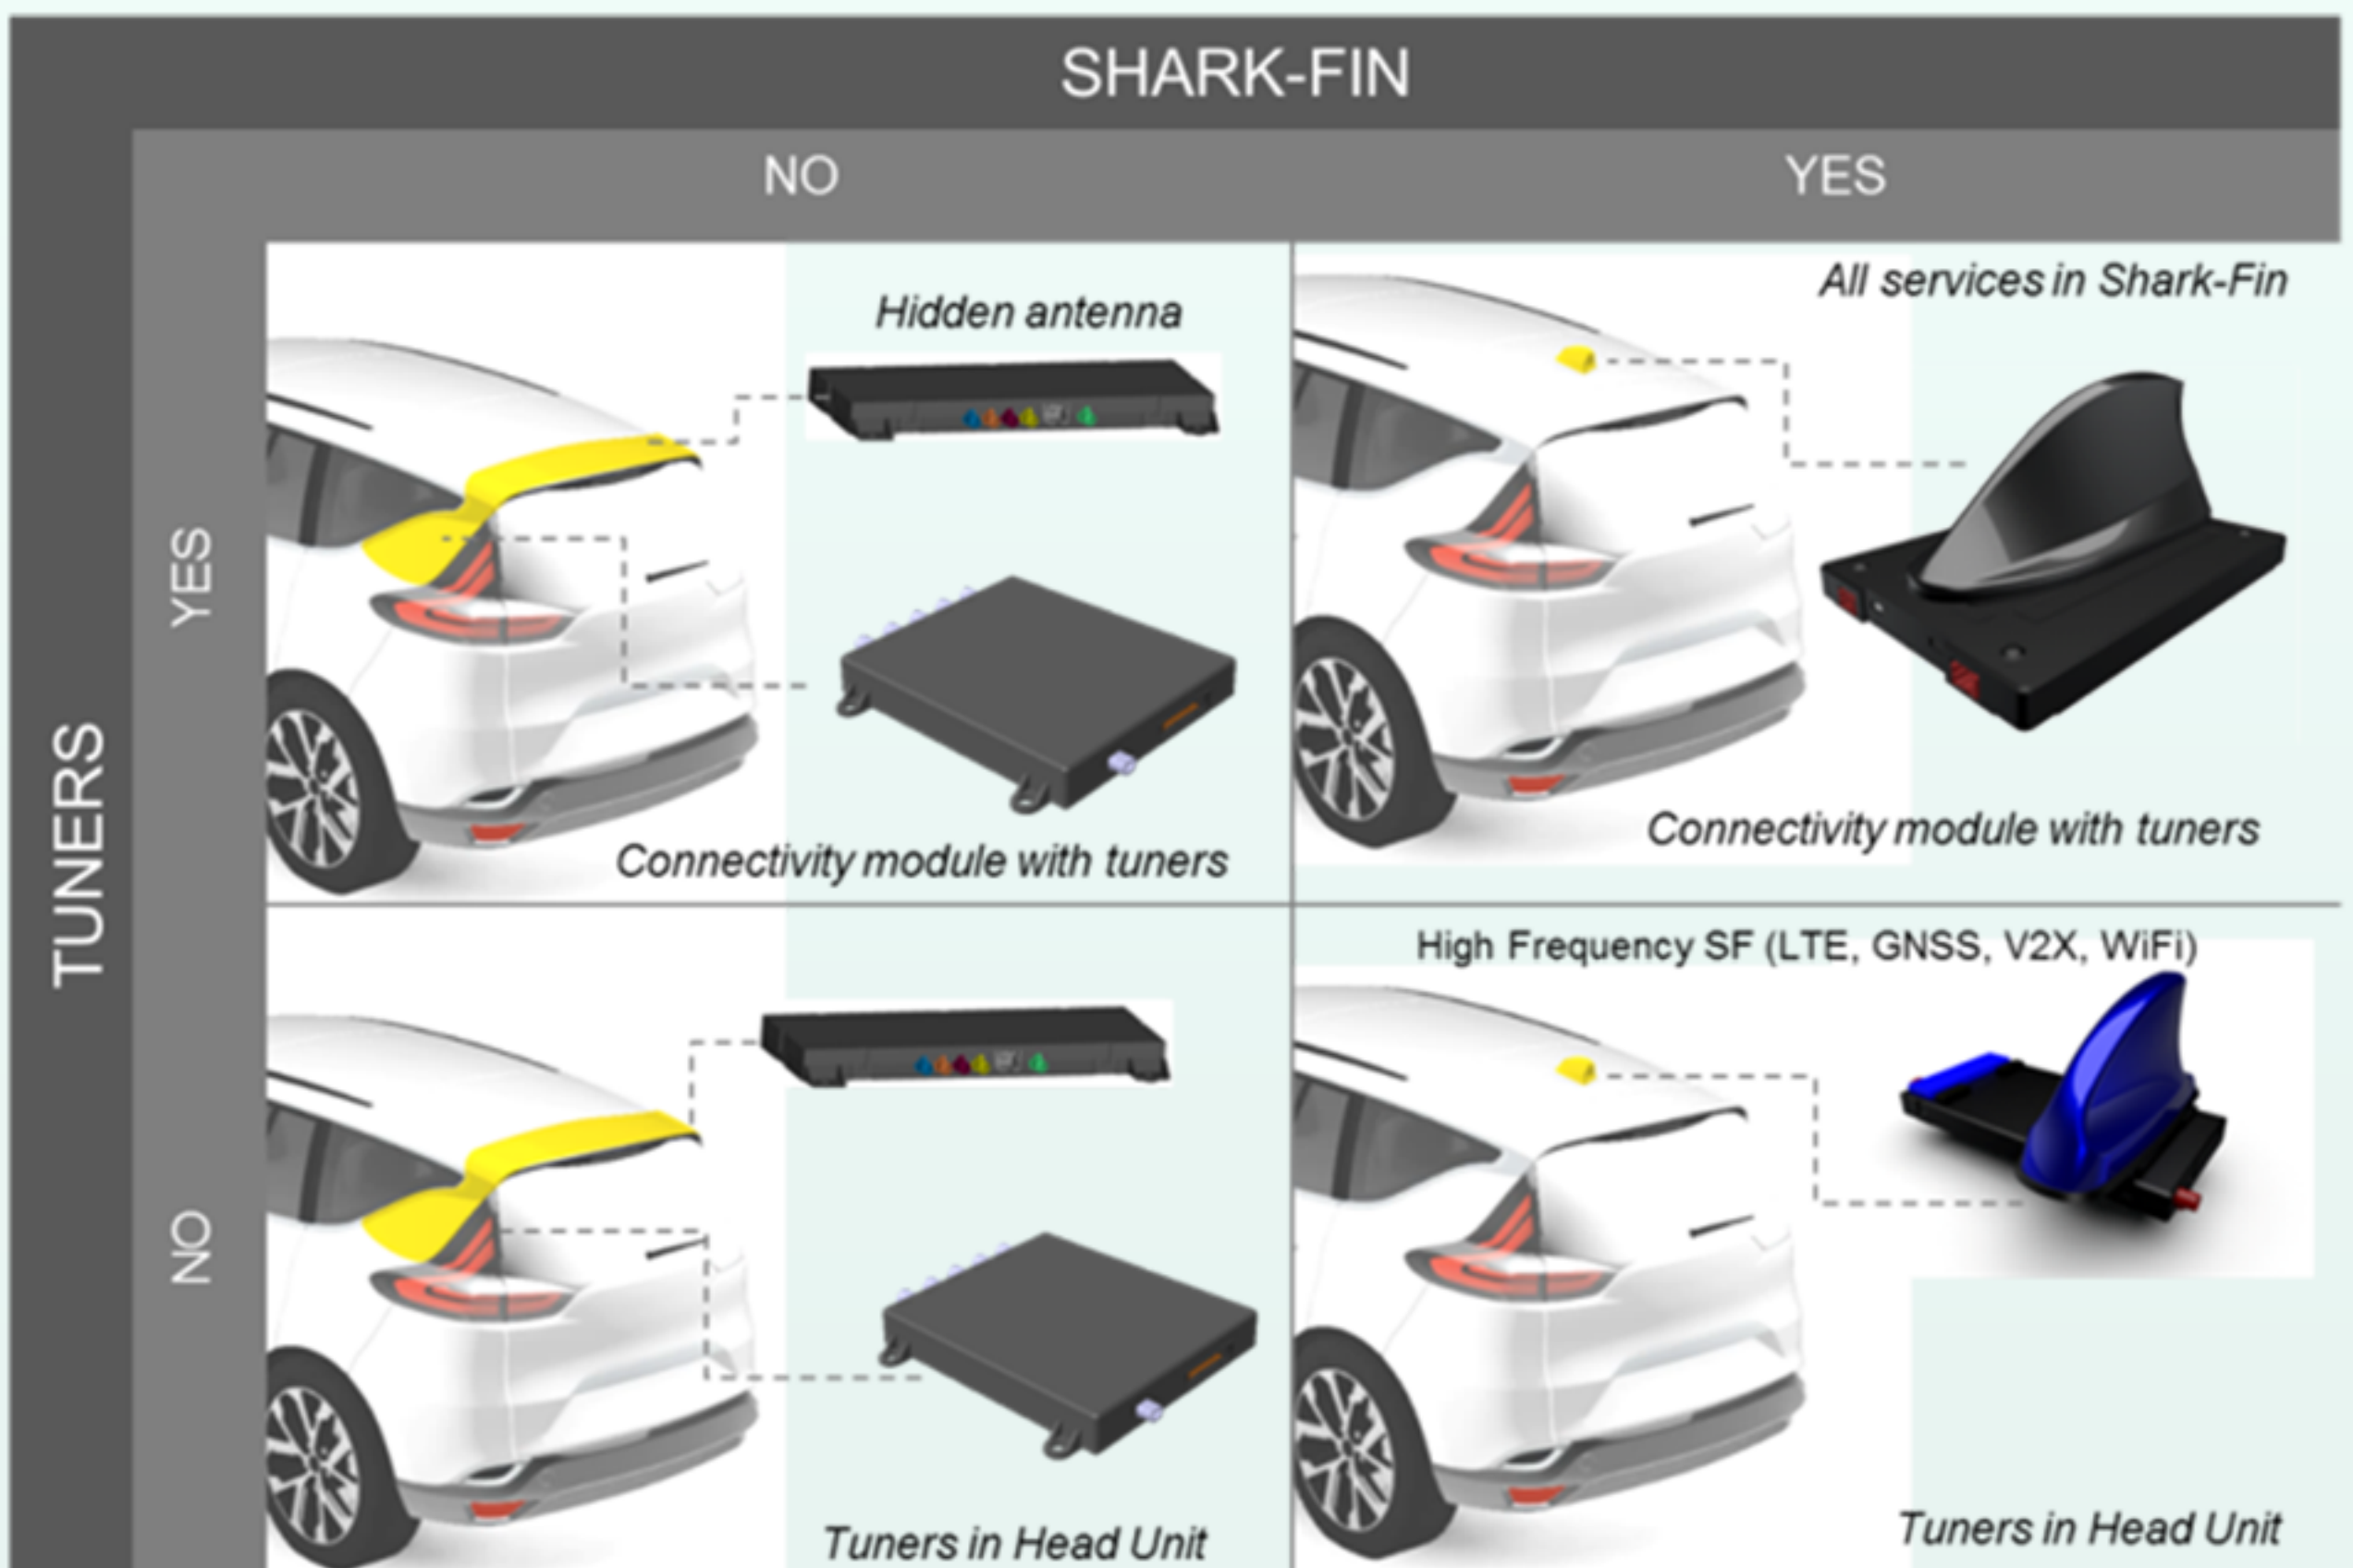 SHARK-FIN
NO
YES
TUNERS
YES
Hidden antenna
Connectivity module with tuners
All services in Shark-Fin
Connectivity module with tuners
NO
Tuners in Head Unit
High Frequency SF (LTE, GNSS, V2X, WiFi)
Tuners in Head Unit